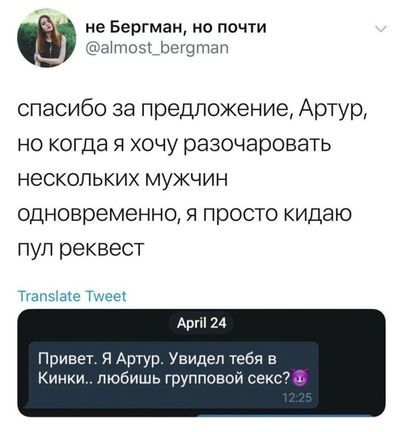 не Бергман, но почти
@almost_bergman
спасибо за предложение, Артур,
но когда я хочу разочаровать
нескольких мужчин
одновременно, я просто кидаю
пул реквест
Translate Tweet
April 24
Привет. Я Артур. Увидел тебя в
Кинки.. любишь групповой секс?😈
12:25